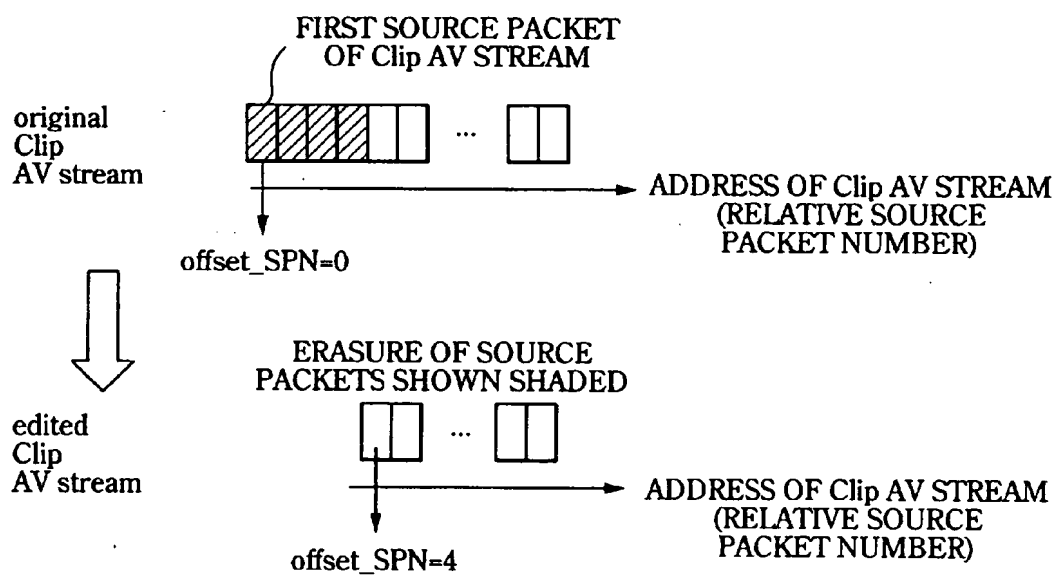 FIRST SOURCE PACKET
OF Clip AV STREAM
original
Clip
AV stream
...
ADDRESS OF Clip AV STREAM
(RELATIVE SOURCE
PACKET NUMBER)
offset_SPN=0
ERASURE OF SOURCE
PACKETS SHOWN SHADED
edited
Clip
AV stream
...
ADDRESS OF Clip AV STREAM
(RELATIVE SOURCE
PACKET NUMBER)
offset_SPN=4